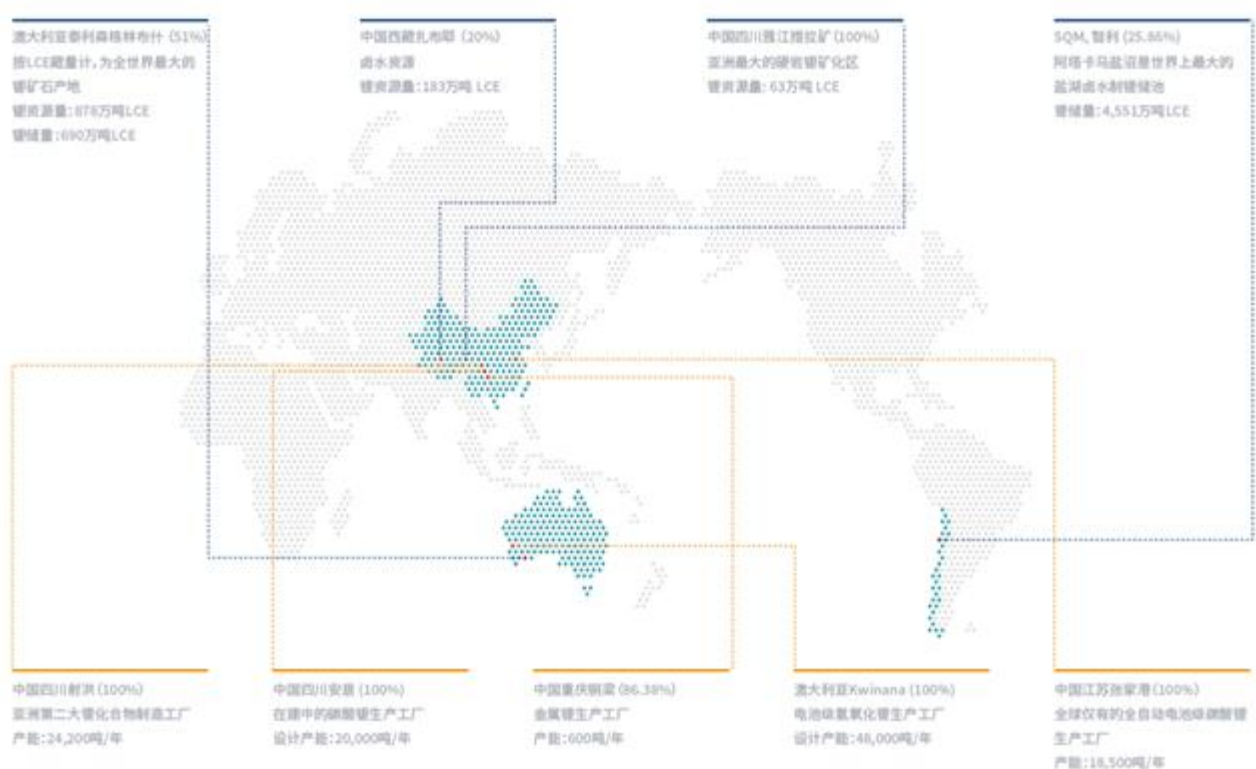 澳大利亚泰利森格林布什 (51%)
按LCE藏量计,为全世界最大的
锂矿石产地
锂资源量:878万吨LCE
锂储量:690万吨LCE
中国西藏扎布耶 (20%)
卤水资源
锂资源量:183万吨 LCE
中国四川雅江措拉矿 (100%)
亚洲最大的硬岩锂矿化区
锂资源量: 63万吨 LCE
SQM, 智利 (25.86%)
阿塔卡马盐沼是世界上最大的
盐湖卤水制锂储池
锂储量:4,551万吨LCE
中国四川射洪 (100%)
亚洲第二大锂化合物制造工厂
产能:24,200吨/年
中国四川安居 (100%)
在建中的碳酸锂生产工厂
设计产能:20,000吨/年
中国重庆铜梁 (86.38%)
金属锂生产工厂
产能:600吨/年
澳大利亚Kwinana (100%)
电池级氢氧化锂生产工厂
设计产能:48,000吨/年
中国江苏张家港 (100%)
全球仅有的全自动电池级碳酸锂
生产工厂
产能:18,500吨/年